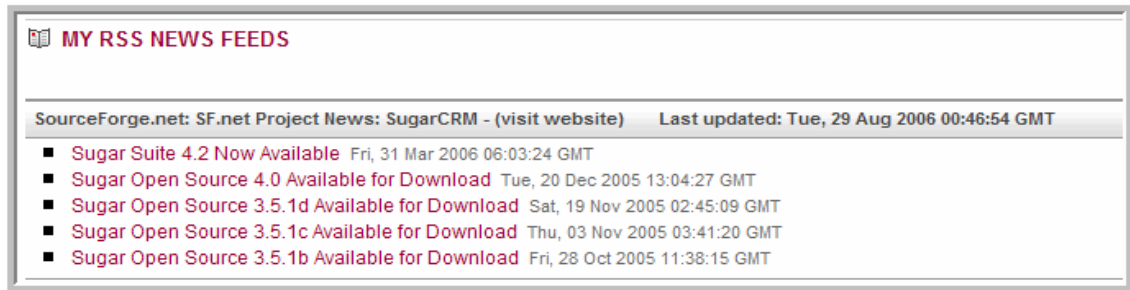 MY RSS NEWS FEEDS
SourceForge.net: SF.net Project News: SugarCRM - (visit website) Last updated: Tue, 29 Aug 2006 00:46:54 GMT
Sugar Suite 4.2 Now Available Fri, 31 Mar 2006 06:03:24 GMT
Sugar Open Source 4.0 Available for Download Tue, 20 Dec 2005 13:04:27 GMT
Sugar Open Source 3.5.1d Available for Download Sat, 19 Nov 2005 02:45:09 GMT
Sugar Open Source 3.5.1c Available for Download Thu, 03 Nov 2005 03:41:20 GMT
Sugar Open Source 3.5.1b Available for Download Fri, 28 Oct 2005 11:38:15 GMT